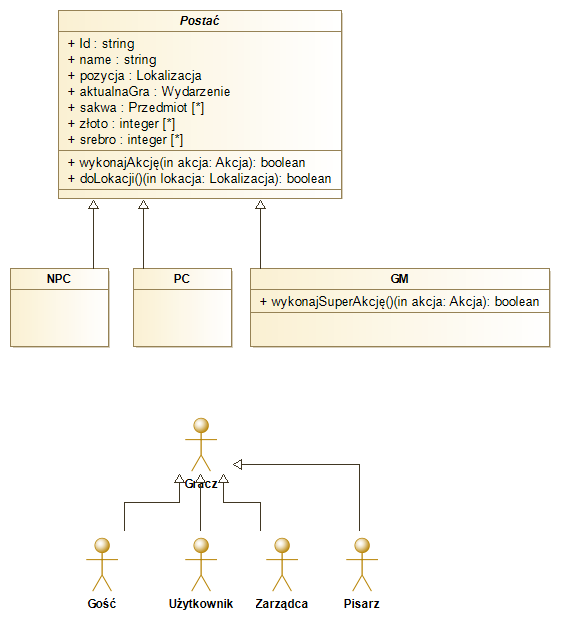 Postać
+ Id : string
+ name : string
+ pozycja : Lokalizacja
+ aktualnaGra : Wydarzenie
+ sakwa : Przedmiot [*]
+ złoto : integer [*]
+ srebro : integer [*]
+ wykonajAkcję(in akcja: Akcja): boolean
+ doLokacji()(in lokacja: Lokalizacja): boolean
NPC
PC
GM
+ wykonajSuperAkcję()(in akcja: Akcja): boolean
Gracz
Gość
Użytkownik
Zarządca
Pisarz